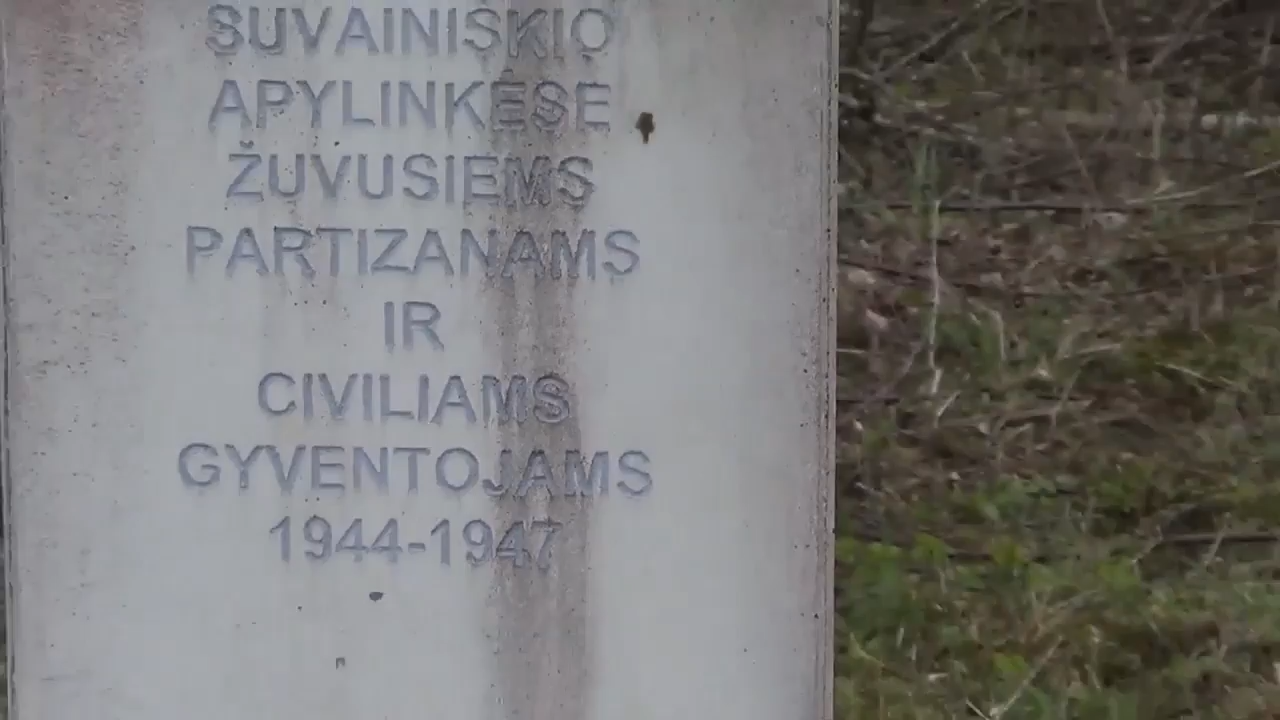 SUVAINIŠKIO
APYLINKĖSE
ŽUVUSIEMS
PARTIZANAMS
IR
CIVILIAMS
GYVENTOJAMS
1944-1947